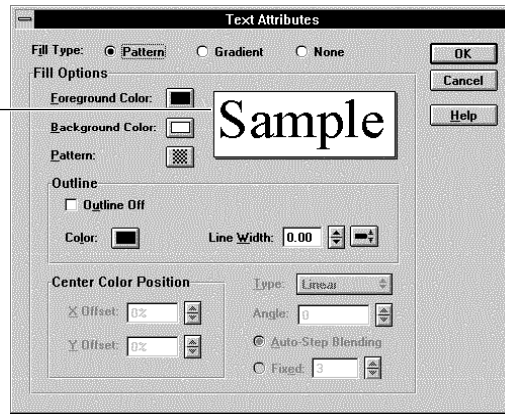 Text Attributes
Fill Type: Pattern Gradient None
OK
Fill Options
Cancel
Foreground Color:
Sample
Help
Background Color:
Pattern:
Outline
Outline Off
Color: Line Width: 0.00
Center Color Position
Type: Linear
X Offset: 0%
Angle: 0
Y Offset: 0%
Auto-Step Blending
Fixed: 3